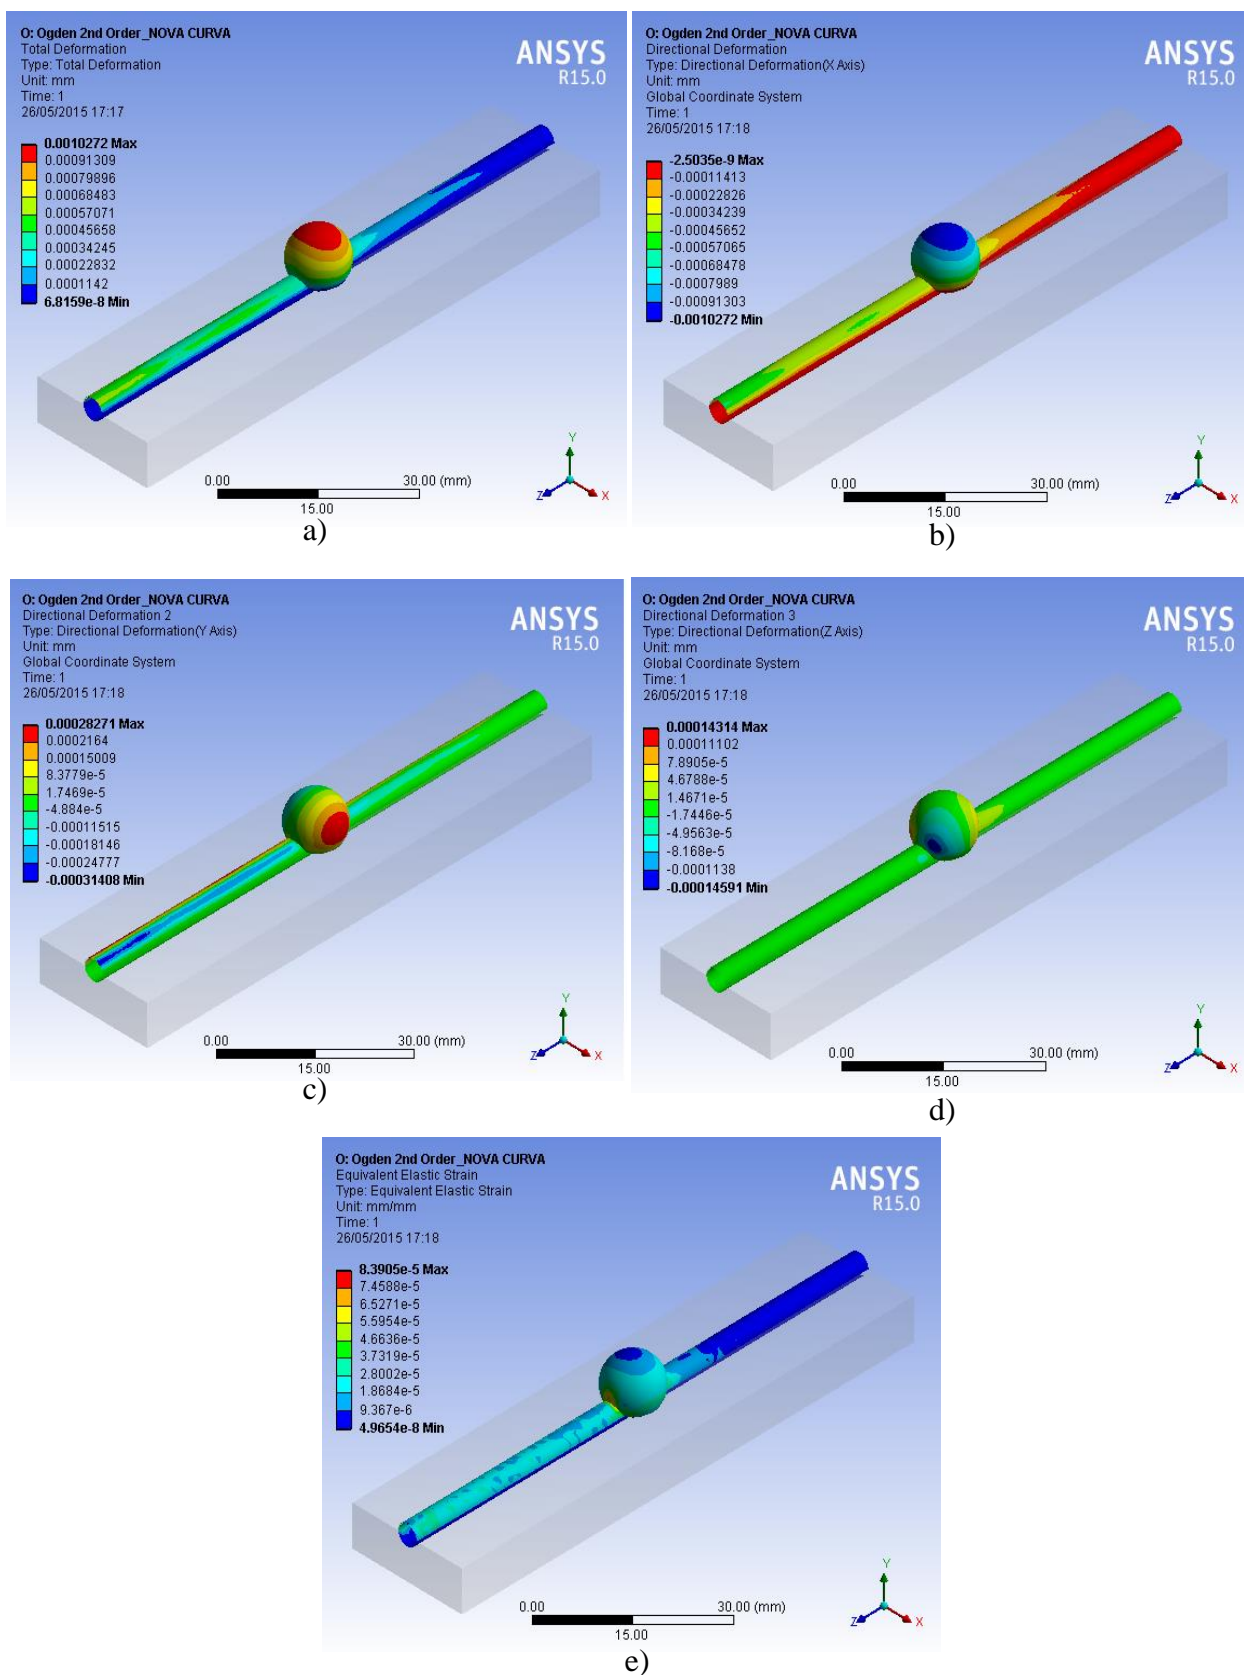 O: Ogden 2nd Order_NOVA CURVA
Total Deformation
Type: Total Deformation
Unit: mm
Time: 1
26/05/2015 17:17
ANSYS
R15.0
0.0010272 Max
0.00091309
0.00079896
0.00068483
0.00057071
0.00045658
0.00034245
0.00022832
0.0001142
6.8159e-8 Min
0.00
30.00 (mm)
15.00
Y
Z
X
a)
O: Ogden 2nd Order_NOVA CURVA
Directional Deformation
Type: Directional Deformation(X Axis)
Unit: mm
Global Coordinate System
Time: 1
26/05/2015 17:18
ANSYS
R15.0
-2.5035e-9 Max
-0.00011413
-0.00022826
-0.00034239
-0.00045652
-0.00057065
-0.00068478
-0.0007989
-0.00091303
-0.0010272 Min
0.00
30.00 (mm)
15.00
Y
Z
X
b)
O: Ogden 2nd Order_NOVA CURVA
Directional Deformation 2
Type: Directional Deformation(Y Axis)
Unit: mm
Global Coordinate System
Time: 1
26/05/2015 17:18
ANSYS
R15.0
0.00028271 Max
0.0002164
0.00015009
8.3779e-5
1.7469e-5
-4.884e-5
-0.00011515
-0.00018146
-0.00024777
-0.00031408 Min
0.00
30.00 (mm)
15.00
Y
Z
X
c)
O: Ogden 2nd Order_NOVA CURVA
Directional Deformation 3
Type: Directional Deformation(Z Axis)
Unit: mm
Global Coordinate System
Time: 1
26/05/2015 17:18
ANSYS
R15.0
0.00014314 Max
0.00011102
7.8905e-5
4.6788e-5
1.4671e-5
-1.7446e-5
-4.9563e-5
-8.168e-5
-0.0001138
-0.00014591 Min
0.00
30.00 (mm)
15.00
Y
Z
X
d)
O: Ogden 2nd Order_NOVA CURVA
Equivalent Elastic Strain
Type: Equivalent Elastic Strain
Unit: mm/mm
Time: 1
26/05/2015 17:18
ANSYS
R15.0
8.3905e-5 Max
7.4588e-5
6.5271e-5
5.5954e-5
4.6636e-5
3.7319e-5
2.8002e-5
1.8684e-5
9.367e-6
4.9654e-8 Min
0.00
30.00 (mm)
15.00
Y
Z
X
e)